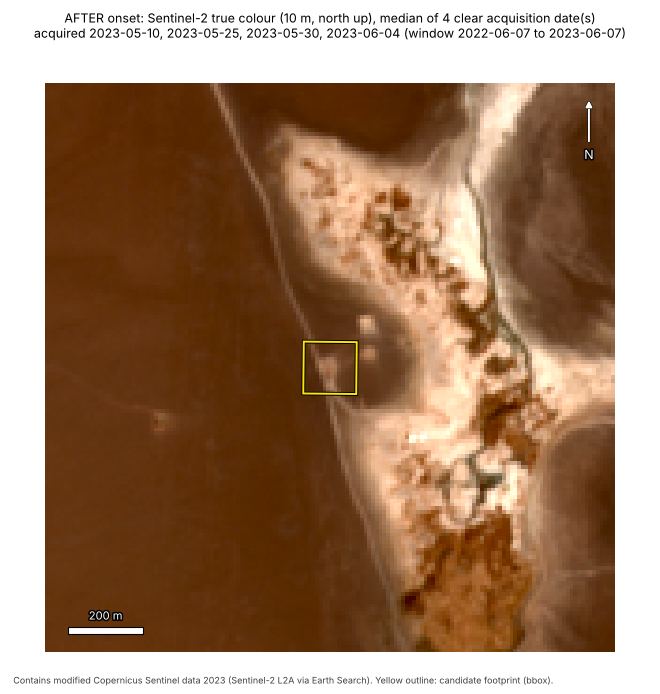 AFTER onset: Sentinel-2 true colour (10 m, north up), median of 4 clear acquisition date(s)
acquired 2023-05-10, 2023-05-25, 2023-05-30, 2023-06-04 (window 2022-06-07 to 2023-06-07)
N
200 m
Contains modified Copernicus Sentinel data 2023 (Sentinel-2 L2A via Earth Search). Yellow outline: candidate footprint (bbox).